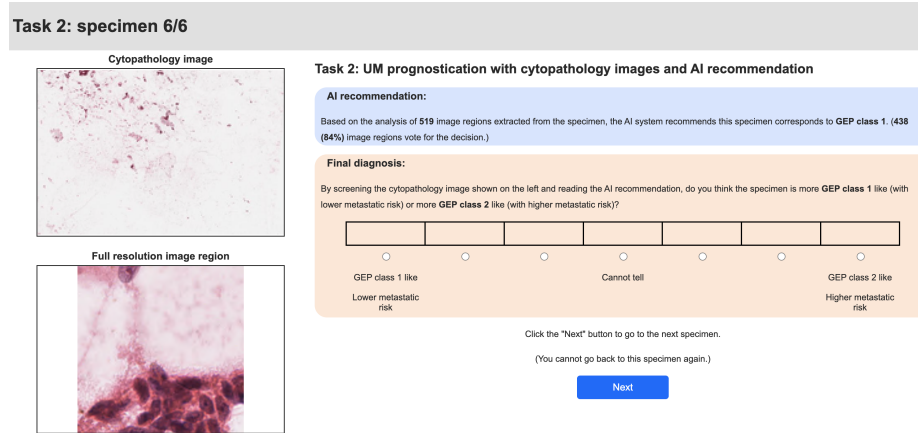 Task 2: specimen 6/6
Cytopathology image
Full resolution image region
Task 2: UM prognostication with cytopathology images and AI recommendation
AI recommendation:
Based on the analysis of 519 image regions extracted from the specimen, the AI system recommends this specimen corresponds to GEP class 1. (438
(84%) image regions vote for the decision.)
Final diagnosis:
By screening the cytopathology image shown on the left and reading the AI recommendation, do you think the specimen is more GEP class 1 like (with
lower metastatic risk) or more GEP class 2 like (with higher metastatic risk)?
GEP class 1 like
Cannot tell
GEP class 2 like
Lower metastatic
risk
Higher metastatic
risk
Click the "Next" button to go to the next specimen.
(You cannot go back to this specimen again.)
Next